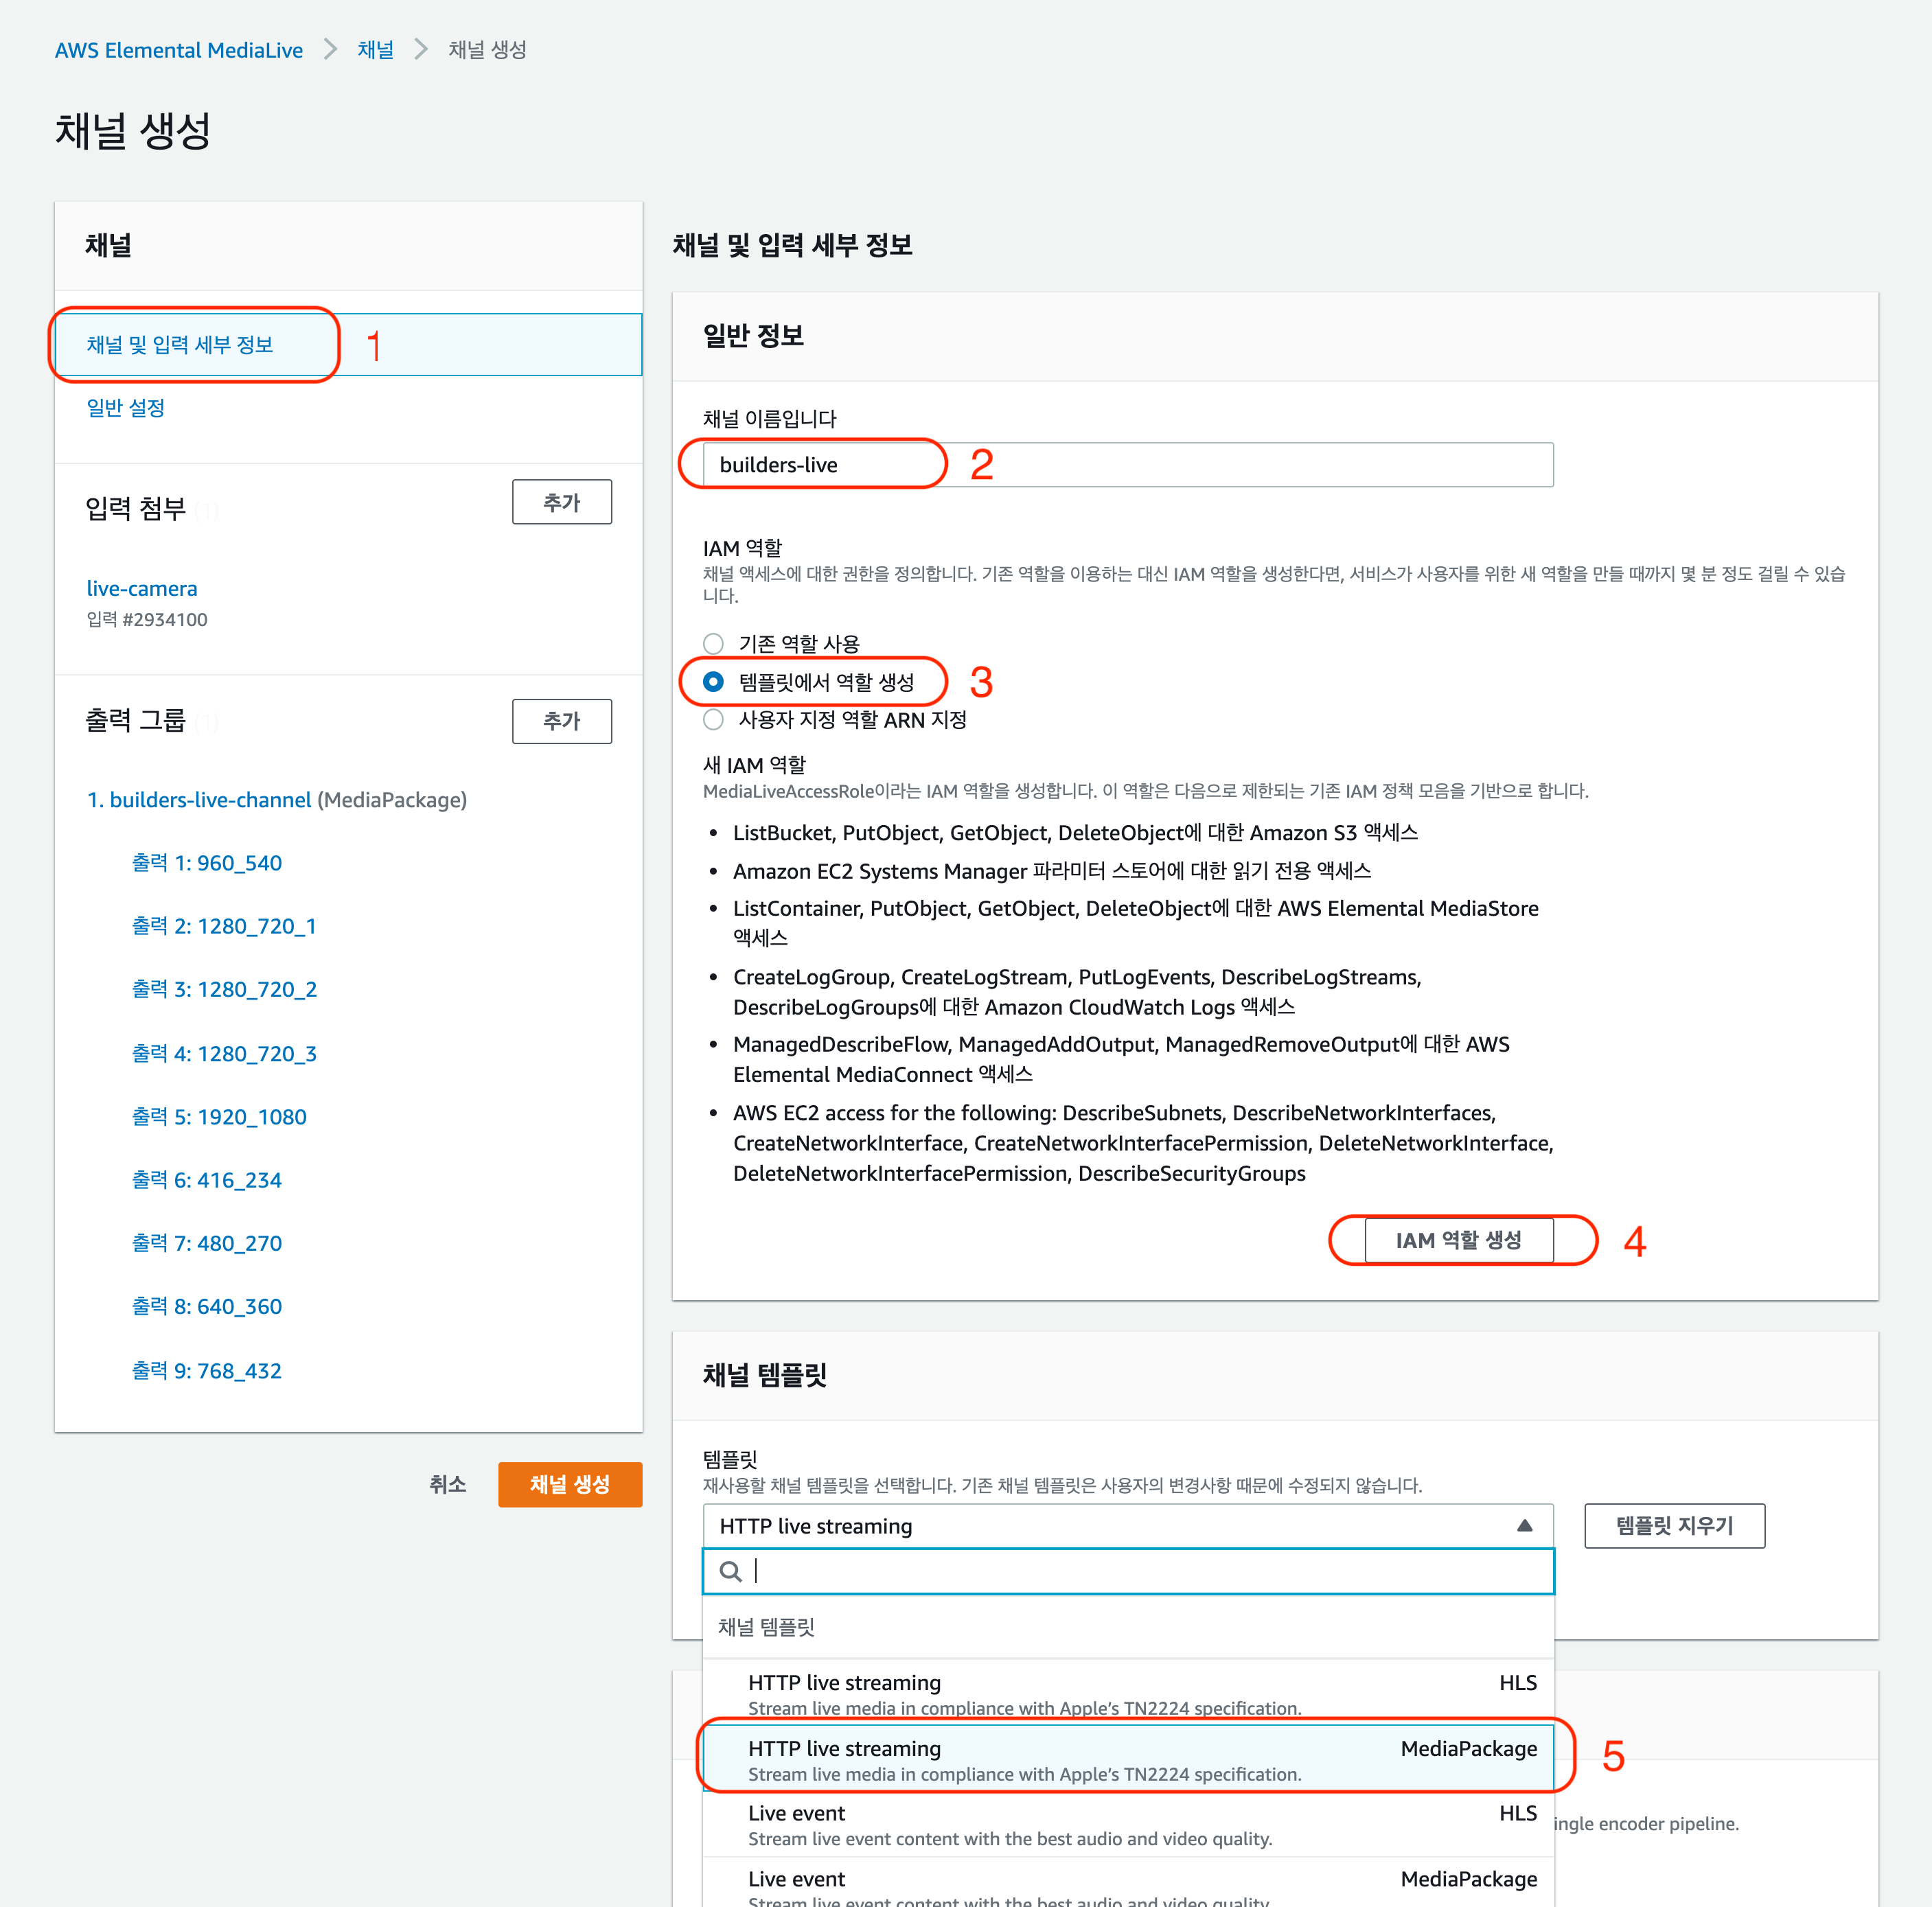 AWS Elemental MediaLive > 채널 > 채널 생성
채널 생성
채널
채널 및 입력 세부 정보
1
일반 설정
입력 첨부 (1)
추가
live-camera
입력 #2934100
출력 그룹 (1)
추가
1. builders-live-channel (MediaPackage)
출력 1: 960_540
출력 2: 1280_720_1
출력 3: 1280_720_2
출력 4: 1280_720_3
출력 5: 1920_1080
출력 6: 416_234
출력 7: 480_270
출력 8: 640_360
출력 9: 768_432
취소
채널 생성
채널 및 입력 세부 정보
일반 정보
채널 이름입니다
builders-live
2
IAM 역할
채널 액세스에 대한 권한을 정의합니다. 기존 역할을 이용하는 대신 IAM 역할을 생성한다면, 서비스가 사용자를 위한 새 역할을 만들 때까지 몇 분 정도 걸릴 수 있습
니다.
기존 역할 사용
템플릿에서 역할 생성
3
사용자 지정 역할 ARN 지정
새 IAM 역할
MediaLiveAccessRole이라는 IAM 역할을 생성합니다. 이 역할은 다음으로 제한되는 기존 IAM 정책 모음을 기반으로 합니다.
• ListBucket, PutObject, GetObject, DeleteObject에 대한 Amazon S3 액세스
• Amazon EC2 Systems Manager 파라미터 스토어에 대한 읽기 전용 액세스
• ListContainer, PutObject, GetObject, DeleteObject에 대한 AWS Elemental MediaStore
액세스
• CreateLogGroup, CreateLogStream, PutLogEvents, DescribeLogStreams,
DescribeLogGroups에 대한 Amazon CloudWatch Logs 액세스
• ManagedDescribeFlow, ManagedAddOutput, ManagedRemoveOutput에 대한 AWS
Elemental MediaConnect 액세스
• AWS EC2 access for the following: DescribeSubnets, DescribeNetworkInterfaces,
CreateNetworkInterface, CreateNetworkInterfacePermission, DeleteNetworkInterface,
DeleteNetworkInterfacePermission, DescribeSecurityGroups
IAM 역할 생성
4
채널 템플릿
템플릿
재사용할 채널 템플릿을 선택합니다. 기존 채널 템플릿은 사용자의 변경사항 때문에 수정되지 않습니다.
HTTP live streaming
템플릿 지우기
채널 템플릿
HTTP live streaming HLS
Stream live media in compliance with Apple's TN2224 specification.
HTTP live streaming MediaPackage
Stream live media in compliance with Apple's TN2224 specification.
5
Live event HLS
Stream live event content with the best audio and video quality.
ingle encoder pipeline.
Live event MediaPackage
Stream live event content with the best audio and video quality.